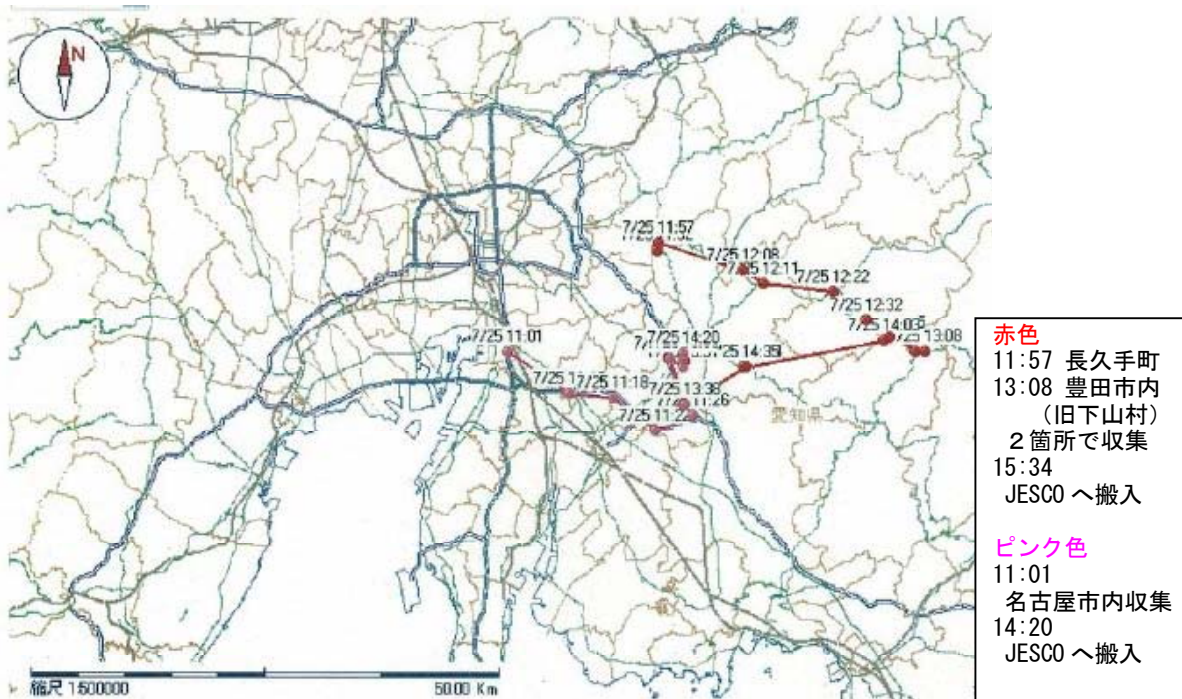 N
7/25 11:57
7/25 12:08
7/25 12:11
7/25 12:22
7/25 12:32
7/25 11:01
7/25 14:20
7/25 14:03
7/25 13:08
7/25 14:35
7/25 11:18
7/25 13:38
7/25 11:22
11:26
愛知県
縮尺 1:500000
50.00 Km
赤色
11:57 長久手町
13:08 豊田市内
（旧下山村）
２箇所で収集
15:34
JESCO へ搬入
ピンク色
11:01
名古屋市内収集
14:20
JESCO へ搬入